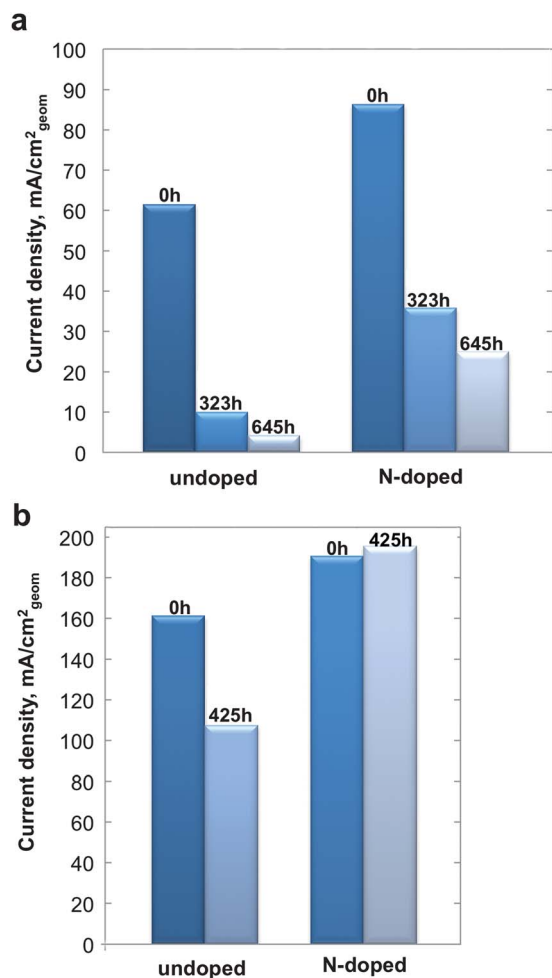 a
Current density, mA/cm²geom
100
90
80
70
60
50
40
30
20
10
0
0h
323h
645h
0h
323h
645h
undoped
N-doped
b
Current density, mA/cm²geom
200
180
160
140
120
100
80
60
40
20
0
0h
425h
0h
425h
undoped
N-doped